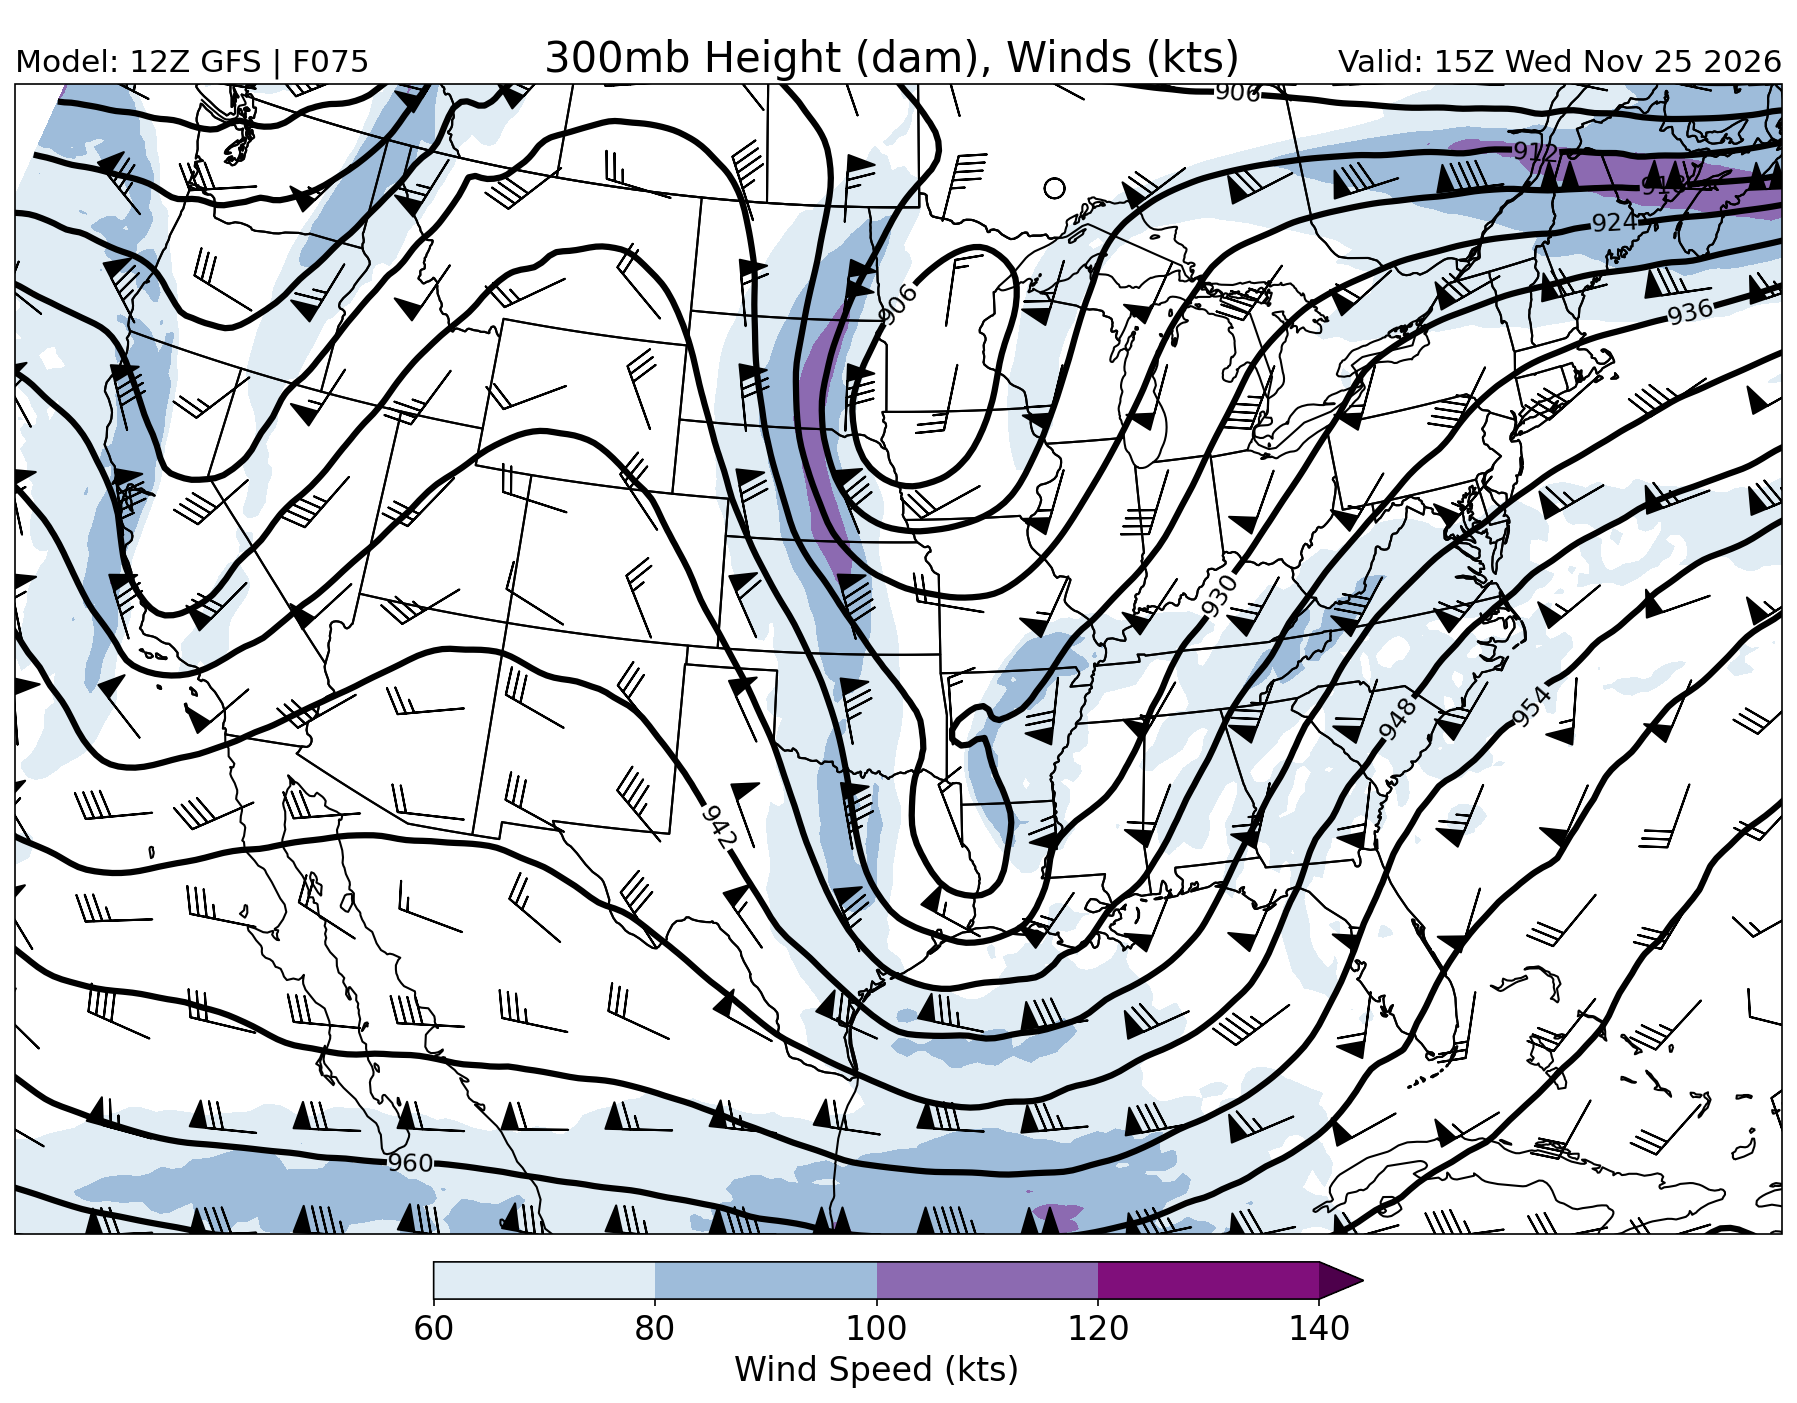 Model: 12Z GFS | F075
300mb Height (dam), Winds (kts)
Valid: 15Z Wed Nov 25 2026
906
912
918
924
906
936
930
948
954
942
960
60 80 100 120 140
Wind Speed (kts)